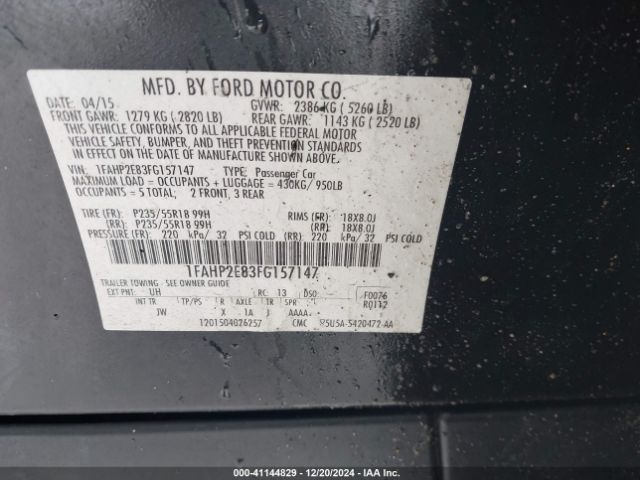 MFD. BY FORD MOTOR CO.
DATE: 04/15 GVWR: 2386 KG ( 5260 LB)
FRONT GAWR: 1279 KG ( 2820 LB) REAR GAWR: 1143 KG ( 2520 LB)
THIS VEHICLE CONFORMS TO ALL APPLICABLE FEDERAL MOTOR
VEHICLE SAFETY, BUMPER, AND THEFT PREVENTION STANDARDS
IN EFFECT ON THE DATE OF MANUFACTURE SHOWN ABOVE.
VIN: 1FAHP2E83FG157147 TYPE: Passenger Car
MAXIMUM LOAD = OCCUPANTS + LUGGAGE = 430KG/ 950LB
OCCUPANTS = 5 TOTAL; 2 FRONT, 3 REAR
TIRE (FR): P235/55R18 99H RIMS (FR): 18X8.0J
(RR): P235/55R18 99H (RR): 18X8.0J
PRESSURE (FR): 220 kPa/ 32 PSI COLD (RR): 220 kPa/ 32 PSI COLD
1FAHP2E83FG157147
TRAILER TOWING - SEE OWNER GUIDE
EXT PNT: UH RC: 13 DSO: F0076
INT TR TP/PS R AXLE TR SPR R0112
JW X 1A J AAAA
1201504026257 CMC 5U5A-5420472-AA
000-41144829 • 12/20/2024 • IAA Inc.